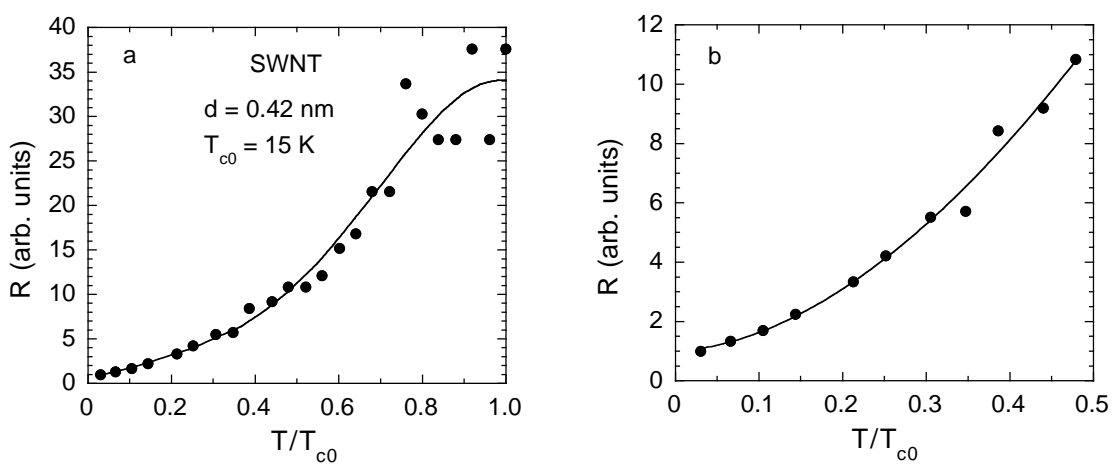 a
SWNT
d = 0.42 nm
T_c0 = 15 K
R (arb. units)
40
35
30
25
20
15
10
5
0
0 0.2 0.4 0.6 0.8 1.0
T/T_c0
b
R (arb. units)
12
10
8
6
4
2
0
0 0.1 0.2 0.3 0.4 0.5
T/T_c0